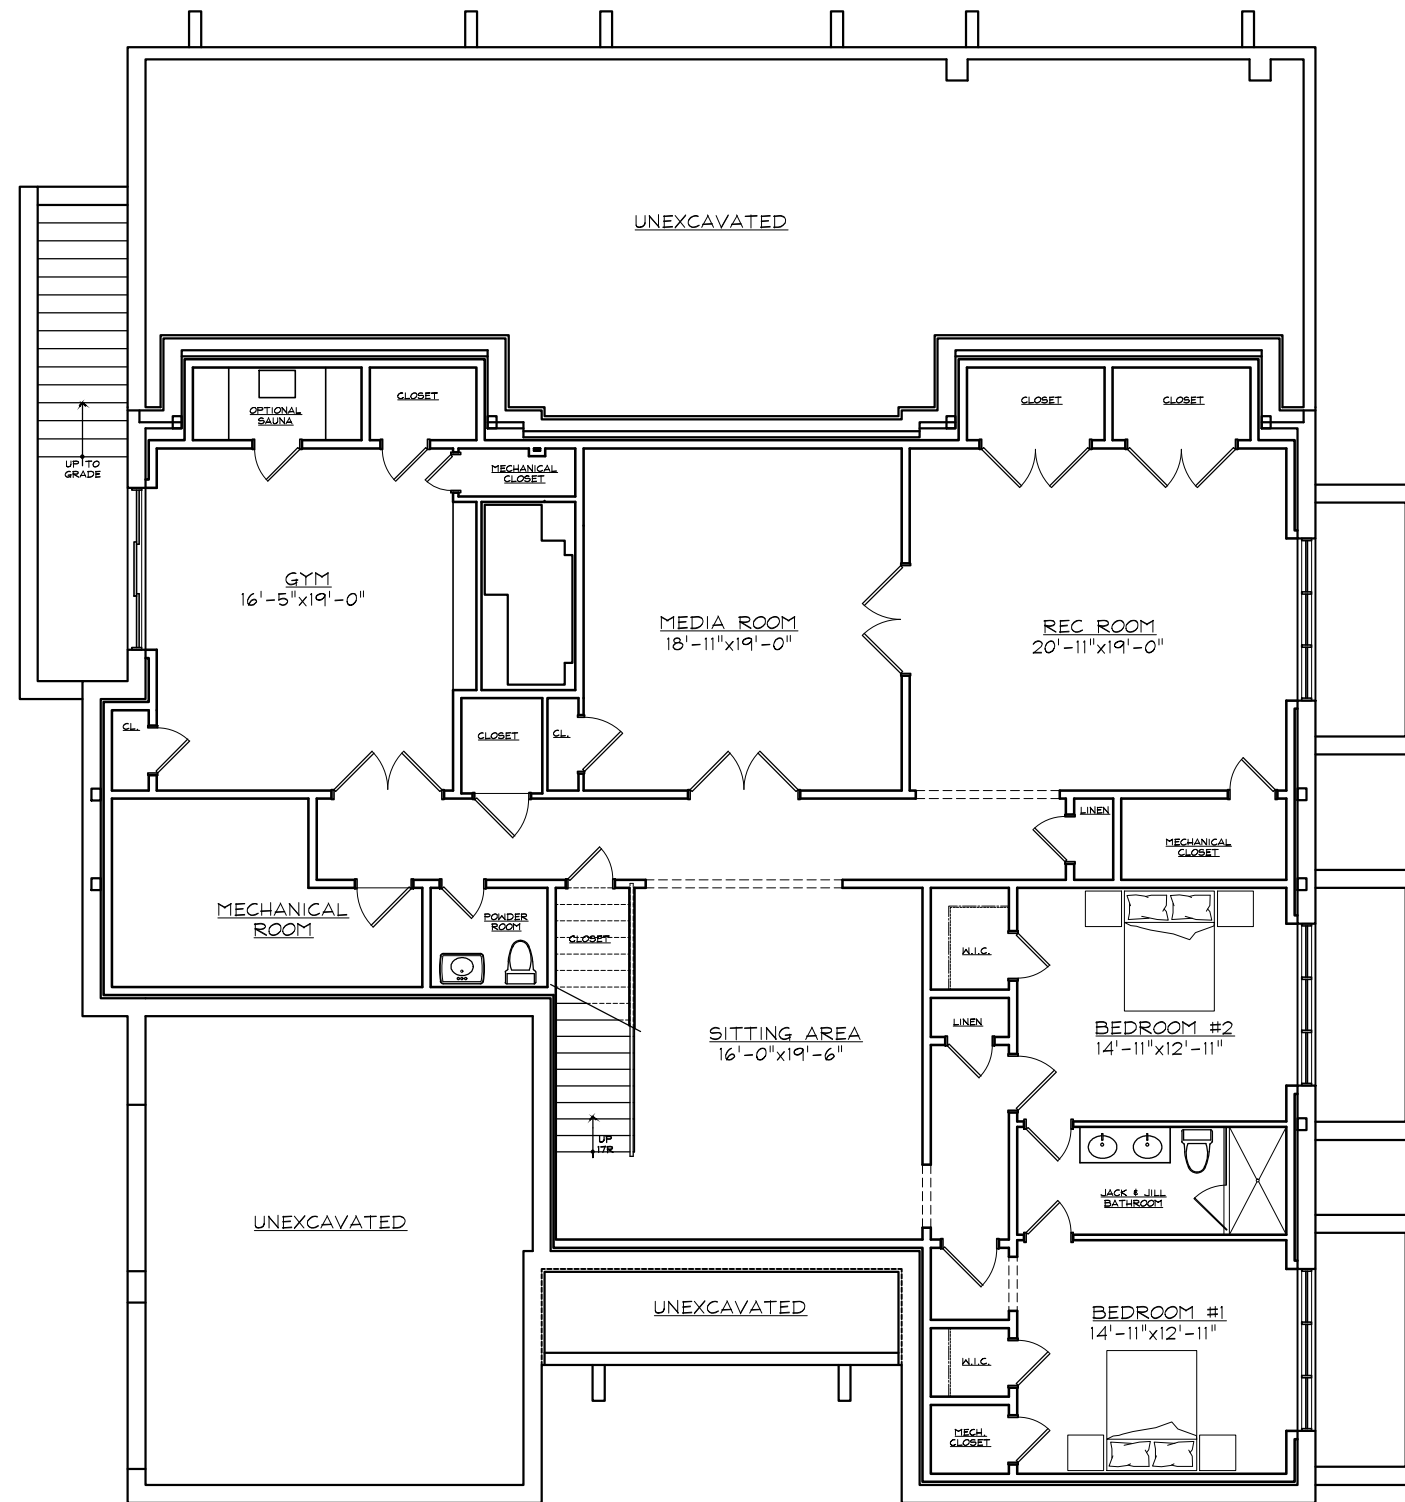 UNEXCAVATED
OPTIONAL
SAUNA
CLOSET
CLOSET
CLOSET
UP TO
GRADE
MECHANICAL
CLOSET
GYM
16'-5"x19'-0"
MEDIA ROOM
18'-11"x19'-0"
REC ROOM
20'-11"x19'-0"
CL.
CLOSET
CL.
LINEN
MECHANICAL
CLOSET
MECHANICAL
ROOM
POWDER
ROOM
CLOSET
W.I.C.
LINEN
SITTING AREA
16'-0"x19'-6"
BEDROOM #2
14'-11"x12'-11"
UP
17R
JACK & JILL
BATHROOM
UNEXCAVATED
UNEXCAVATED
BEDROOM #1
14'-11"x12'-11"
W.I.C.
MECH.
CLOSET